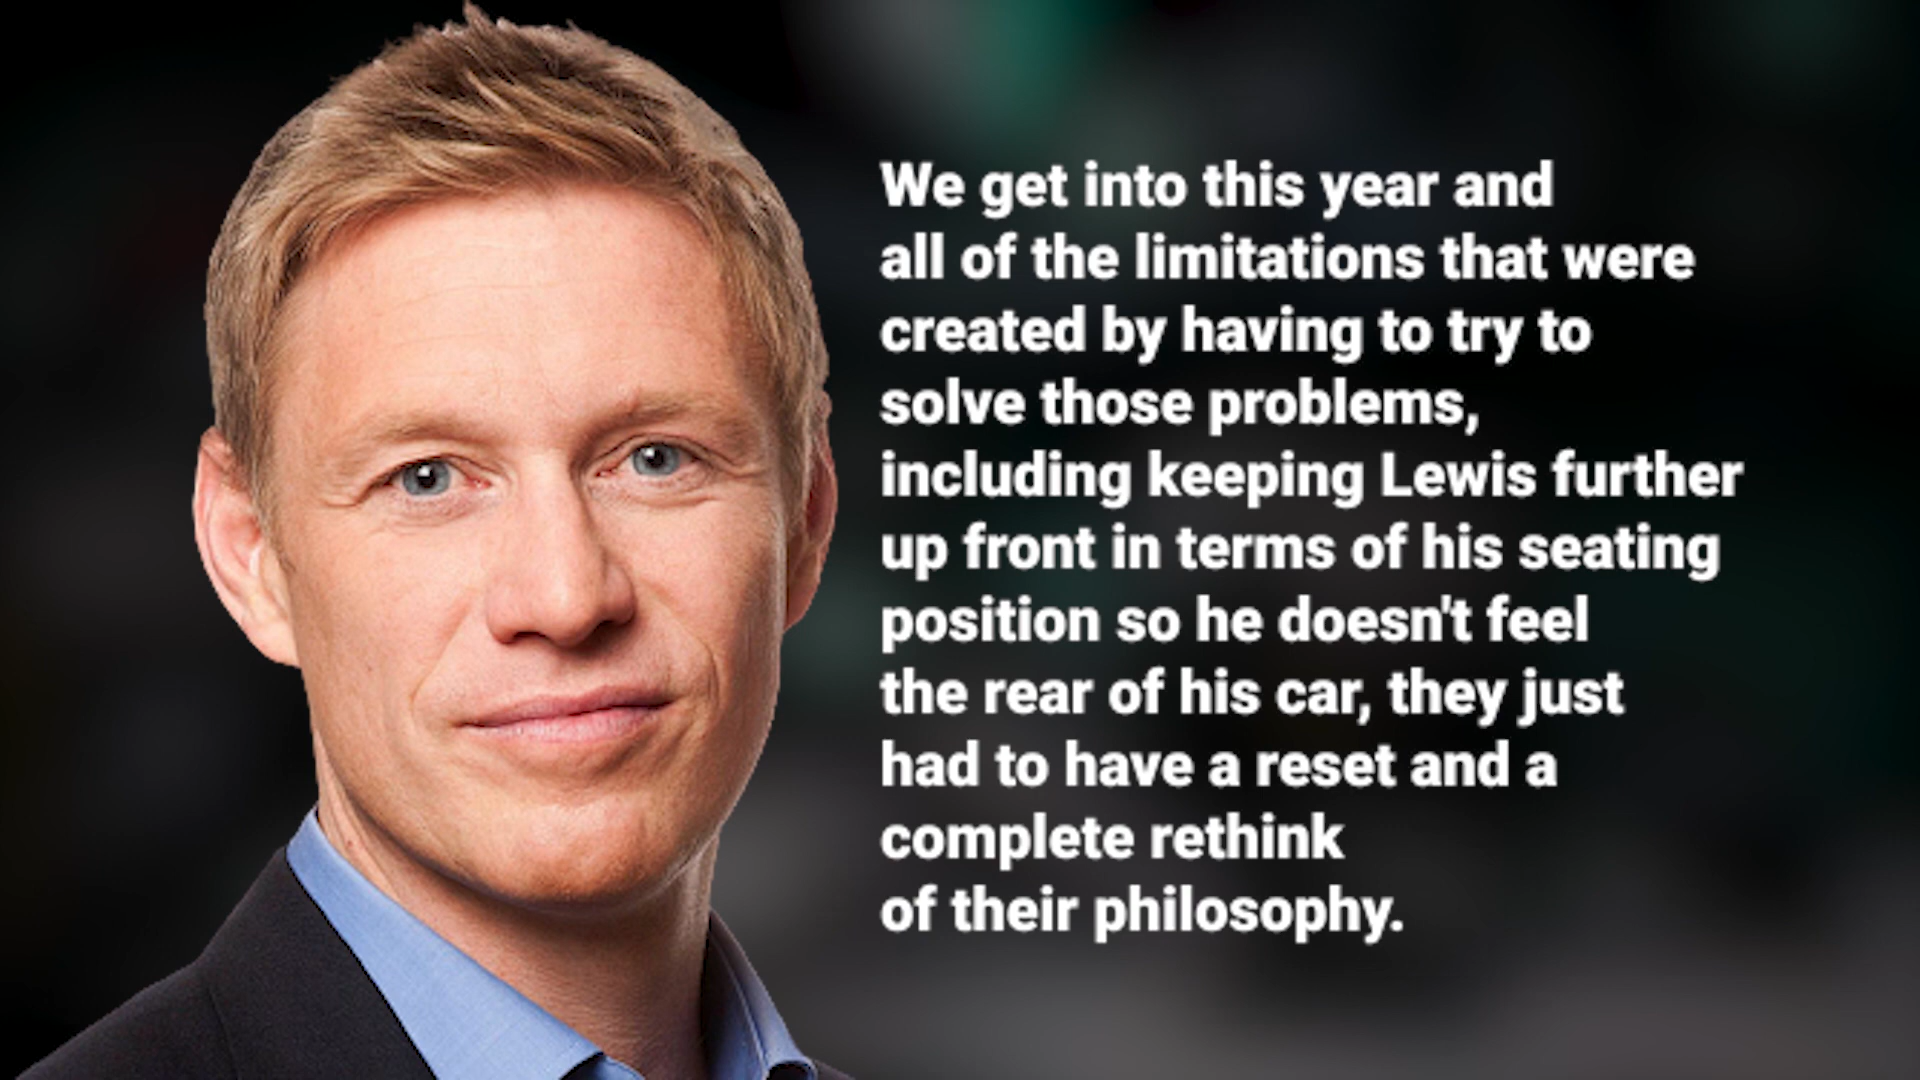 We get into this year and
all of the limitations that were
created by having to try to
solve those problems,
including keeping Lewis further
up front in terms of his seating
position so he doesn't feel
the rear of his car, they just
had to have a reset and a
complete rethink
of their philosophy.